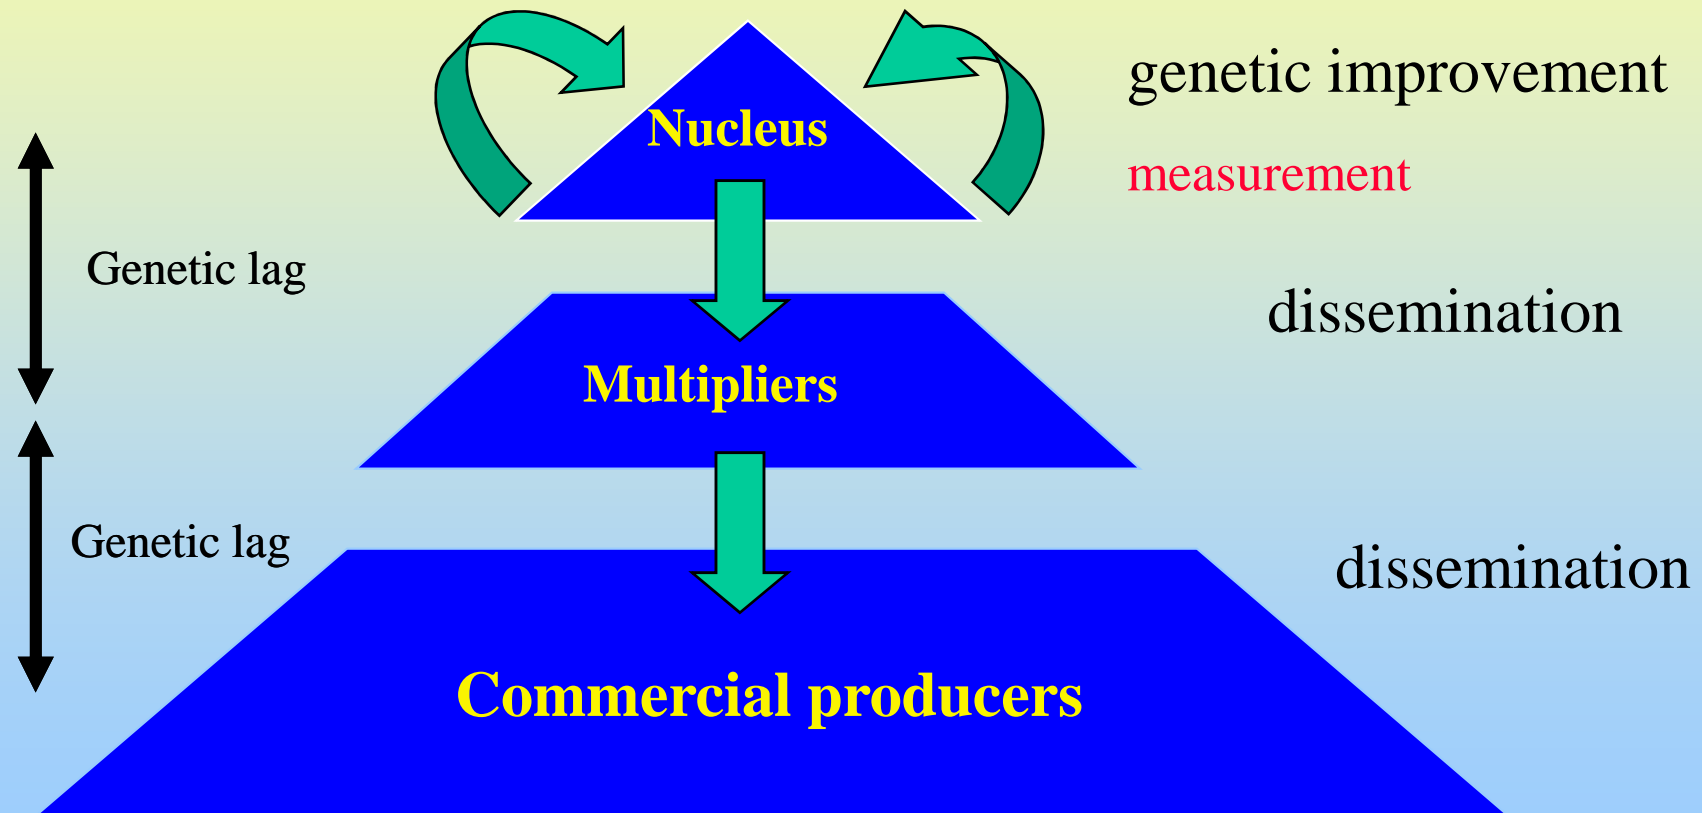 genetic improvement
Nucleus
measurement
Genetic lag
dissemination
Multipliers
Genetic lag
dissemination
Commercial producers